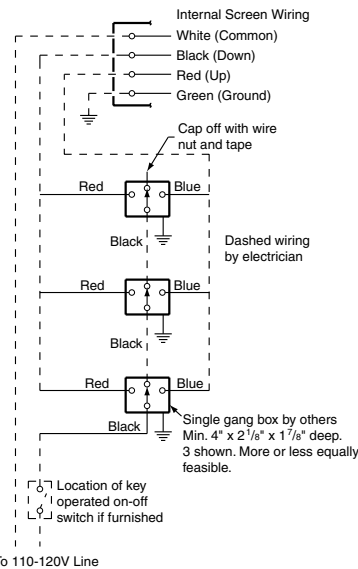 Internal Screen Wiring
White (Common)
Black (Down)
Red (Up)
Green (Ground)
Cap off with wire
nut and tape
Red
Blue
Black
Dashed wiring
by electrician
Red
Blue
Black
Red
Blue
Black
Single gang box by others
Min. 4" x 2 1/8" x 1 7/8" deep.
3 shown. More or less equally
feasible.
Location of key
operated on-off
switch if furnished
To 110-120V Line